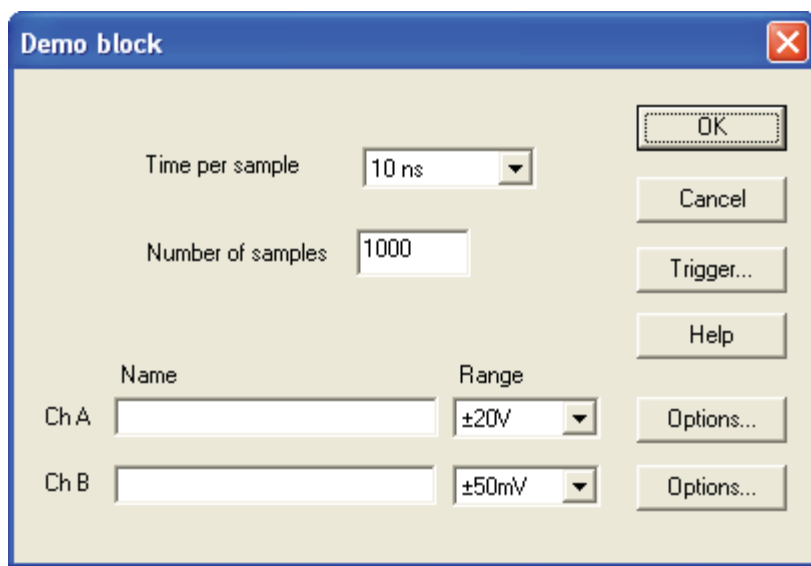 Demo block
OK
Time per sample 10 ns
Cancel
Number of samples 1000
Trigger...
Help
Name Range
Ch A ±20V Options...
Ch B ±50mV Options...